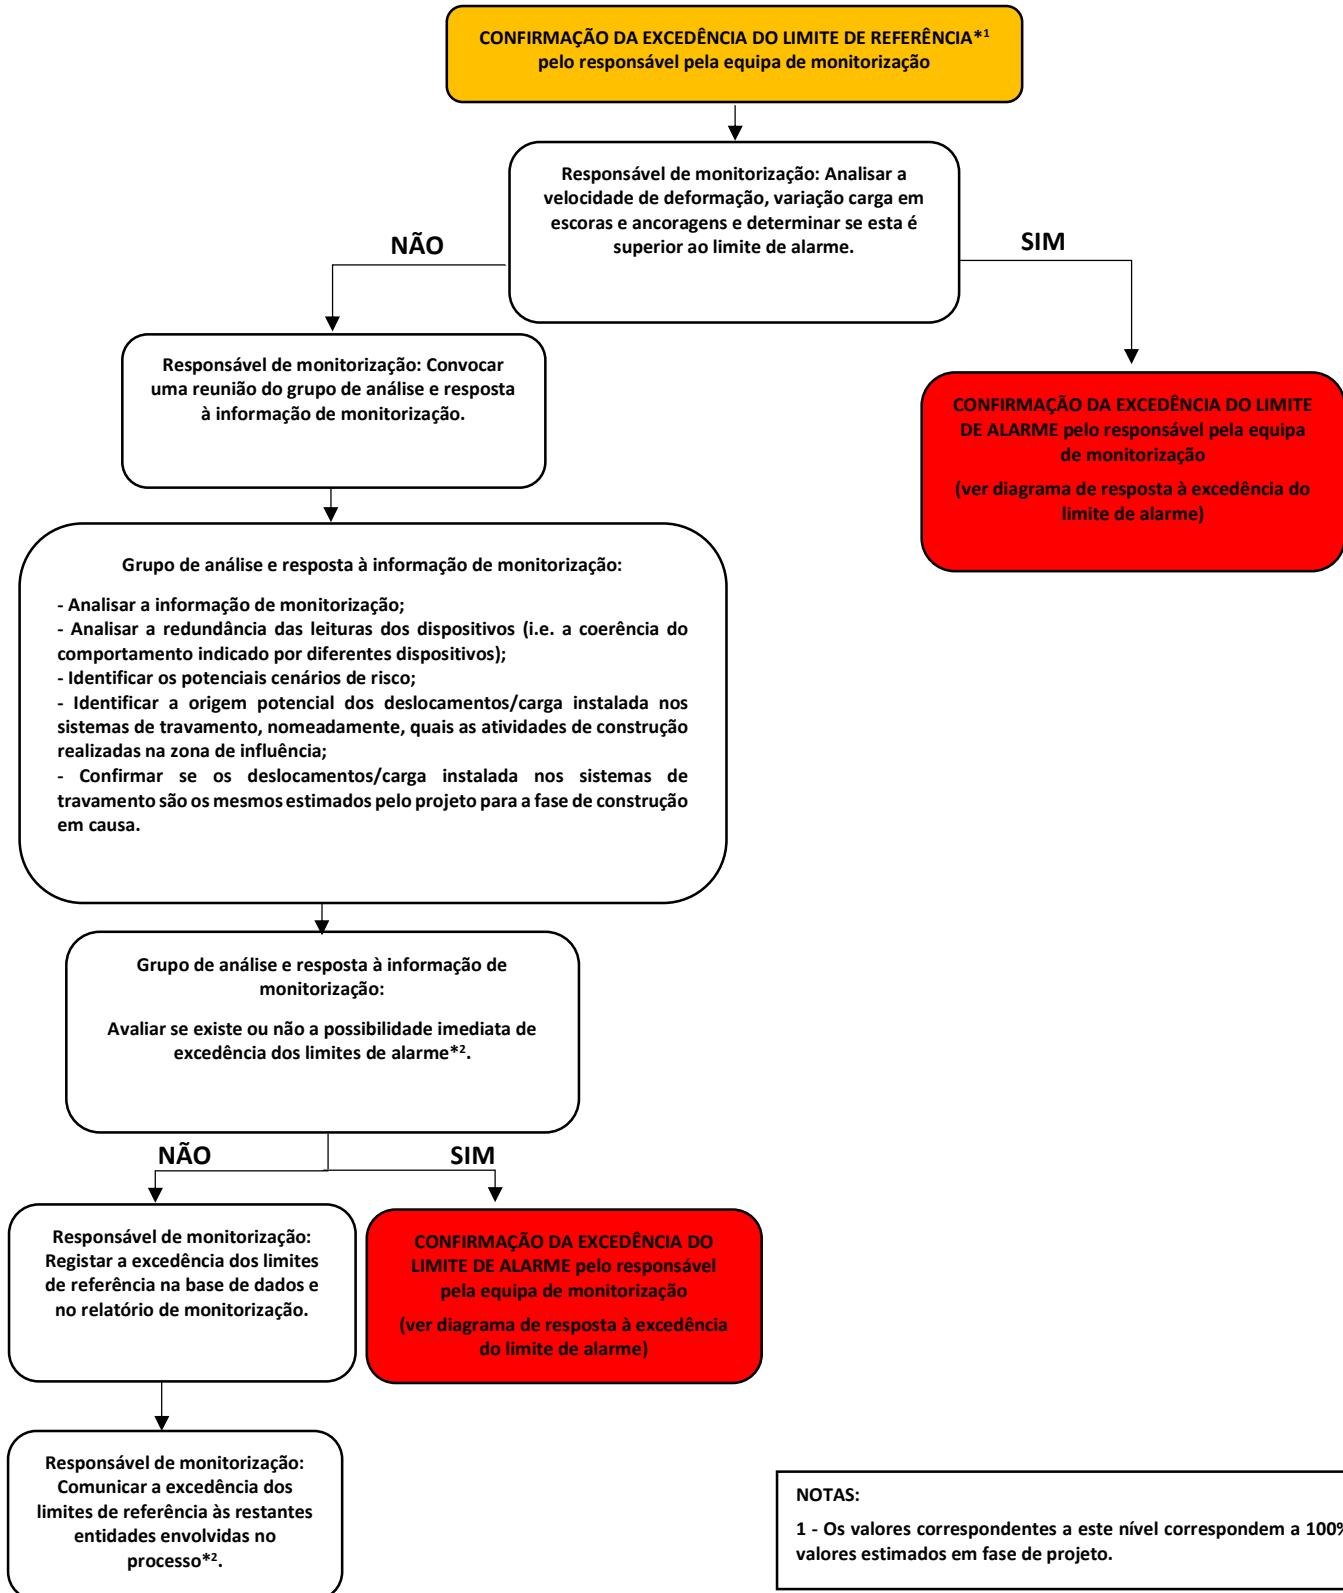 CONFIRMAÇÃO DA EXCEDÊNCIA DO LIMITE DE REFERÊNCIA*1
pelo responsável pela equipa de monitorização
Responsável de monitorização: Analisar a
velocidade de deformação, variação carga em
escoras e ancoragens e determinar se esta é
superior ao limite de alarme.
NÃO
SIM
Responsável de monitorização: Convocar
uma reunião do grupo de análise e resposta
à informação de monitorização.
CONFIRMAÇÃO DA EXCEDÊNCIA DO LIMITE
DE ALARME pelo responsável pela equipa
de monitorização
(ver diagrama de resposta à excedência do
limite de alarme)
Grupo de análise e resposta à informação de monitorização:
- Analisar a informação de monitorização;
- Analisar a redundância das leituras dos dispositivos (i.e. a coerência do
comportamento indicado por diferentes dispositivos);
- Identificar os potenciais cenários de risco;
- Identificar a origem potencial dos deslocamentos/carga instalada nos
sistemas de travamento, nomeadamente, quais as atividades de construção
realizadas na zona de influência;
- Confirmar se os deslocamentos/carga instalada nos sistemas de
travamento são os mesmos estimados pelo projeto para a fase de construção
em causa.
Grupo de análise e resposta à informação de
monitorização:
Avaliar se existe ou não a possibilidade imediata de
excedência dos limites de alarme*2.
NÃO
SIM
Responsável de monitorização:
Registar a excedência dos limites
de referência na base de dados e
no relatório de monitorização.
CONFIRMAÇÃO DA EXCEDÊNCIA DO
LIMITE DE ALARME pelo responsável
pela equipa de monitorização
(ver diagrama de resposta à excedência
do limite de alarme)
Responsável de monitorização:
Comunicar a excedência dos
limites de referência às restantes
entidades envolvidas no
processo*2.
NOTAS:
1 - Os valores correspondentes a este nível correspondem a 100%
valores estimados em fase de projeto.